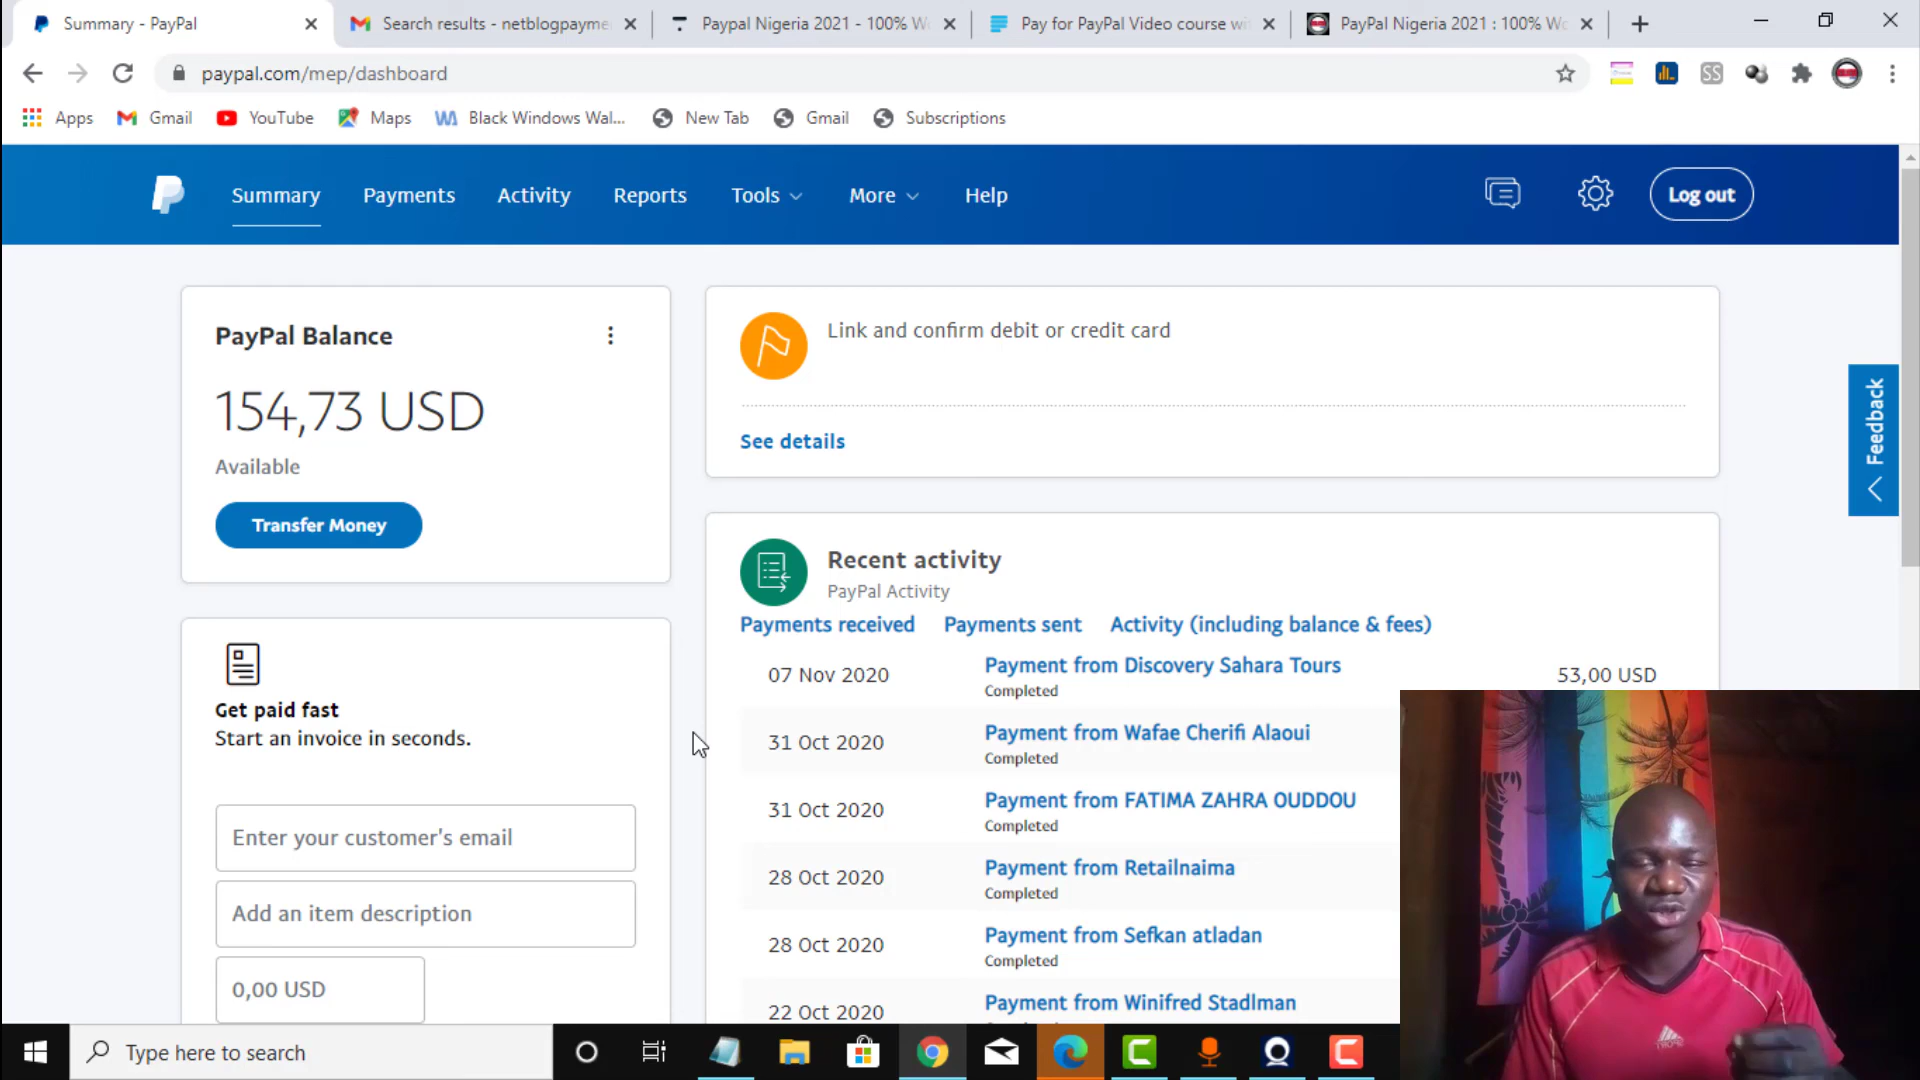 Summary - PayPal
Search results - netblogpayme
Paypal Nigeria 2021 - 100% W
Pay for PayPal Video course wi
PayPal Nigeria 2021 : 100% Wo
paypal.com/mep/dashboard
SS
Apps
Gmail
YouTube
Maps
Black Windows Wal...
New Tab
Gmail
Subscriptions
Summary
Payments
Activity
Reports
Tools
More
Help
Log out
PayPal Balance
154,73 USD
Available
Transfer Money
Link and confirm debit or credit card
See details
Feedback
Recent activity
PayPal Activity
Payments received Payments sent Activity (including balance & fees)
07 Nov 2020 Payment from Discovery Sahara Tours 53,00 USD
Completed
31 Oct 2020 Payment from Wafae Cherifi Alaoui
Completed
31 Oct 2020 Payment from FATIMA ZAHRA OUDDOU
Completed
28 Oct 2020 Payment from Retailnaima
Completed
28 Oct 2020 Payment from Sefkan atladan
Completed
22 Oct 2020 Payment from Winifred Stadlman
Get paid fast
Start an invoice in seconds.
Enter your customer's email
Add an item description
0,00 USD
Type here to search